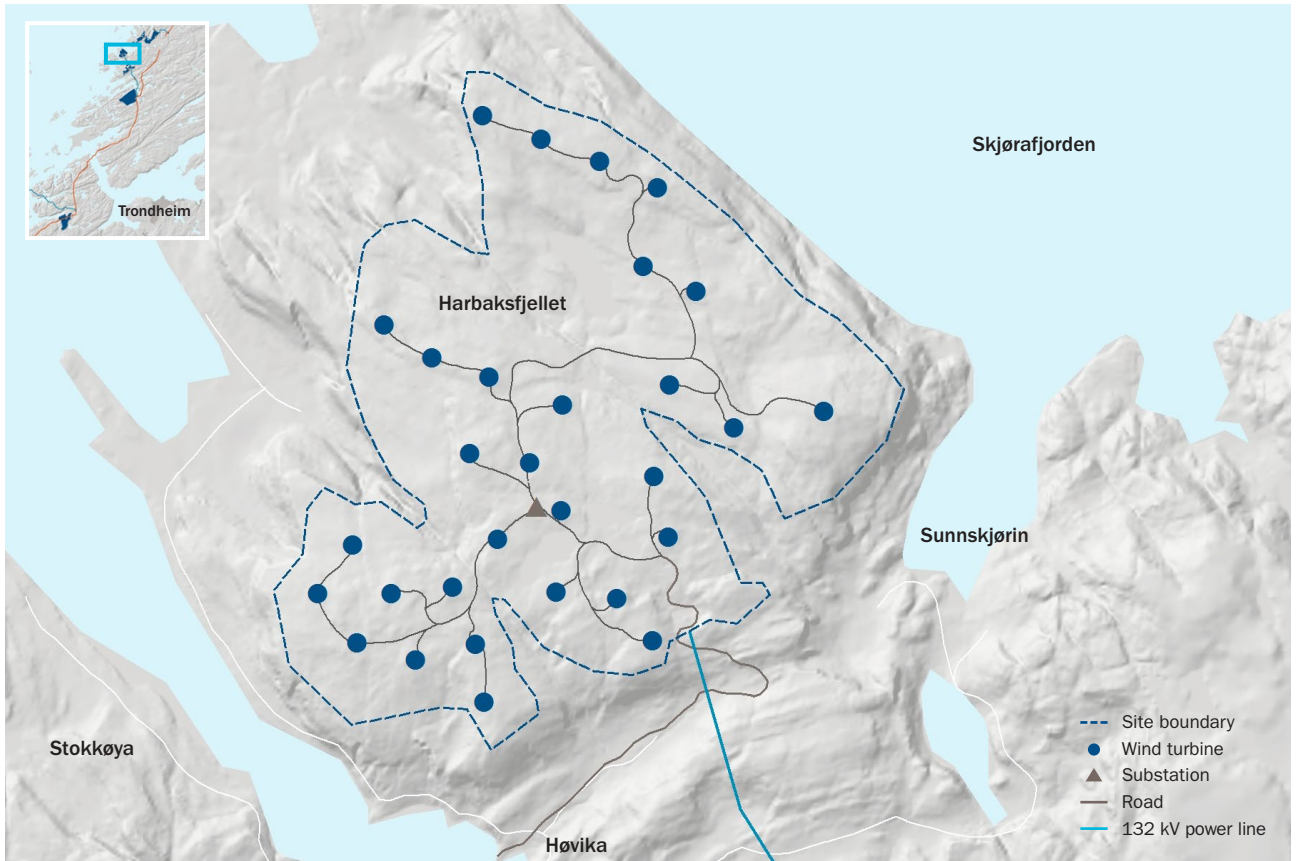 Trondheim
Skjørafjorden
Harbaksfjellet
Sunnskjørin
Stokkøya
Høvika
Site boundary
Wind turbine
Substation
Road
132 kV power line